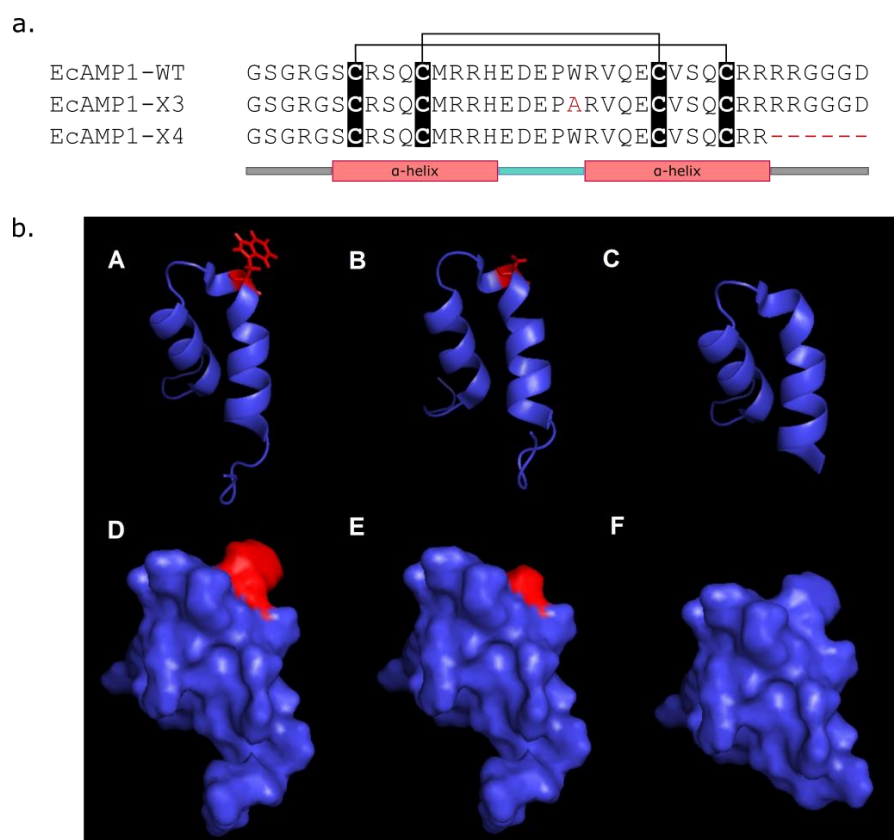 a.
EcAMP1-WT GSGRGSCRSQCMRRHEDEPWRVQECVSQCRRRRGGGD
EcAMP1-X3 GSGRGSCRSQCMRRHEDEPARVQECVSQCRRRRGGGD
EcAMP1-X4 GSGRGSCRSQCMRRHEDEPWRVQECVSQCRR------
α-helix α-helix
b.
A B C
D E F